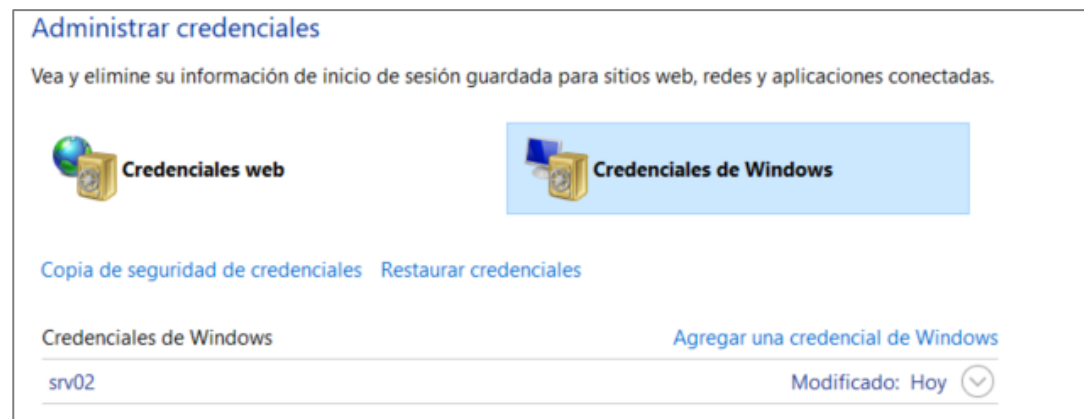 Administrar credenciales
Vea y elimine su información de inicio de sesión guardada para sitios web, redes y aplicaciones conectadas.
Credenciales web
Credenciales de Windows
Copia de seguridad de credenciales Restaurar credenciales
Credenciales de Windows Agregar una credencial de Windows
srv02 Modificado: Hoy